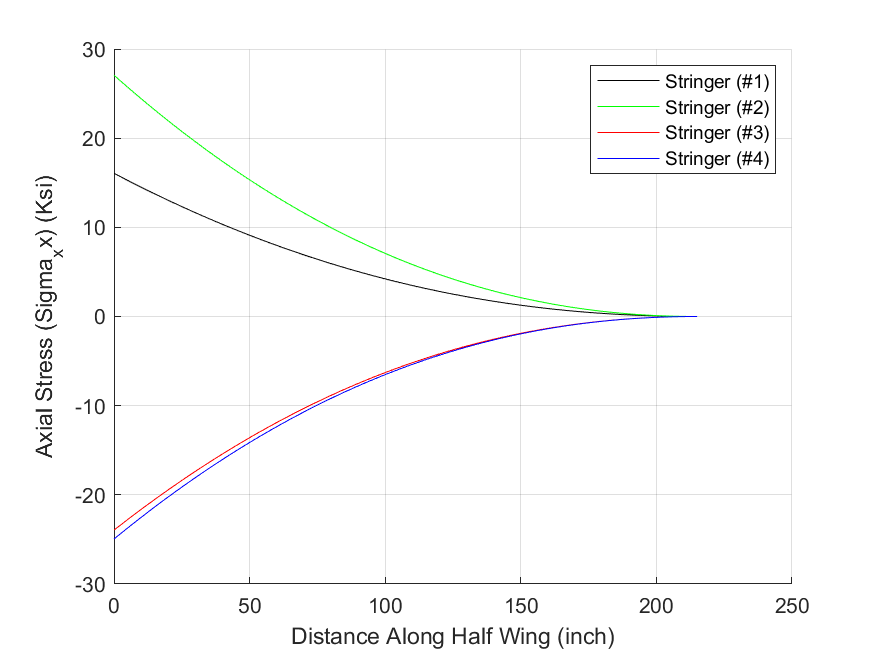 30
20
10
0
-10
-20
-30
0
50
100
150
200
250
Axial Stress (Sigma_xx) (Ksi)
Distance Along Half Wing (inch)
Stringer (#1)
Stringer (#2)
Stringer (#3)
Stringer (#4)